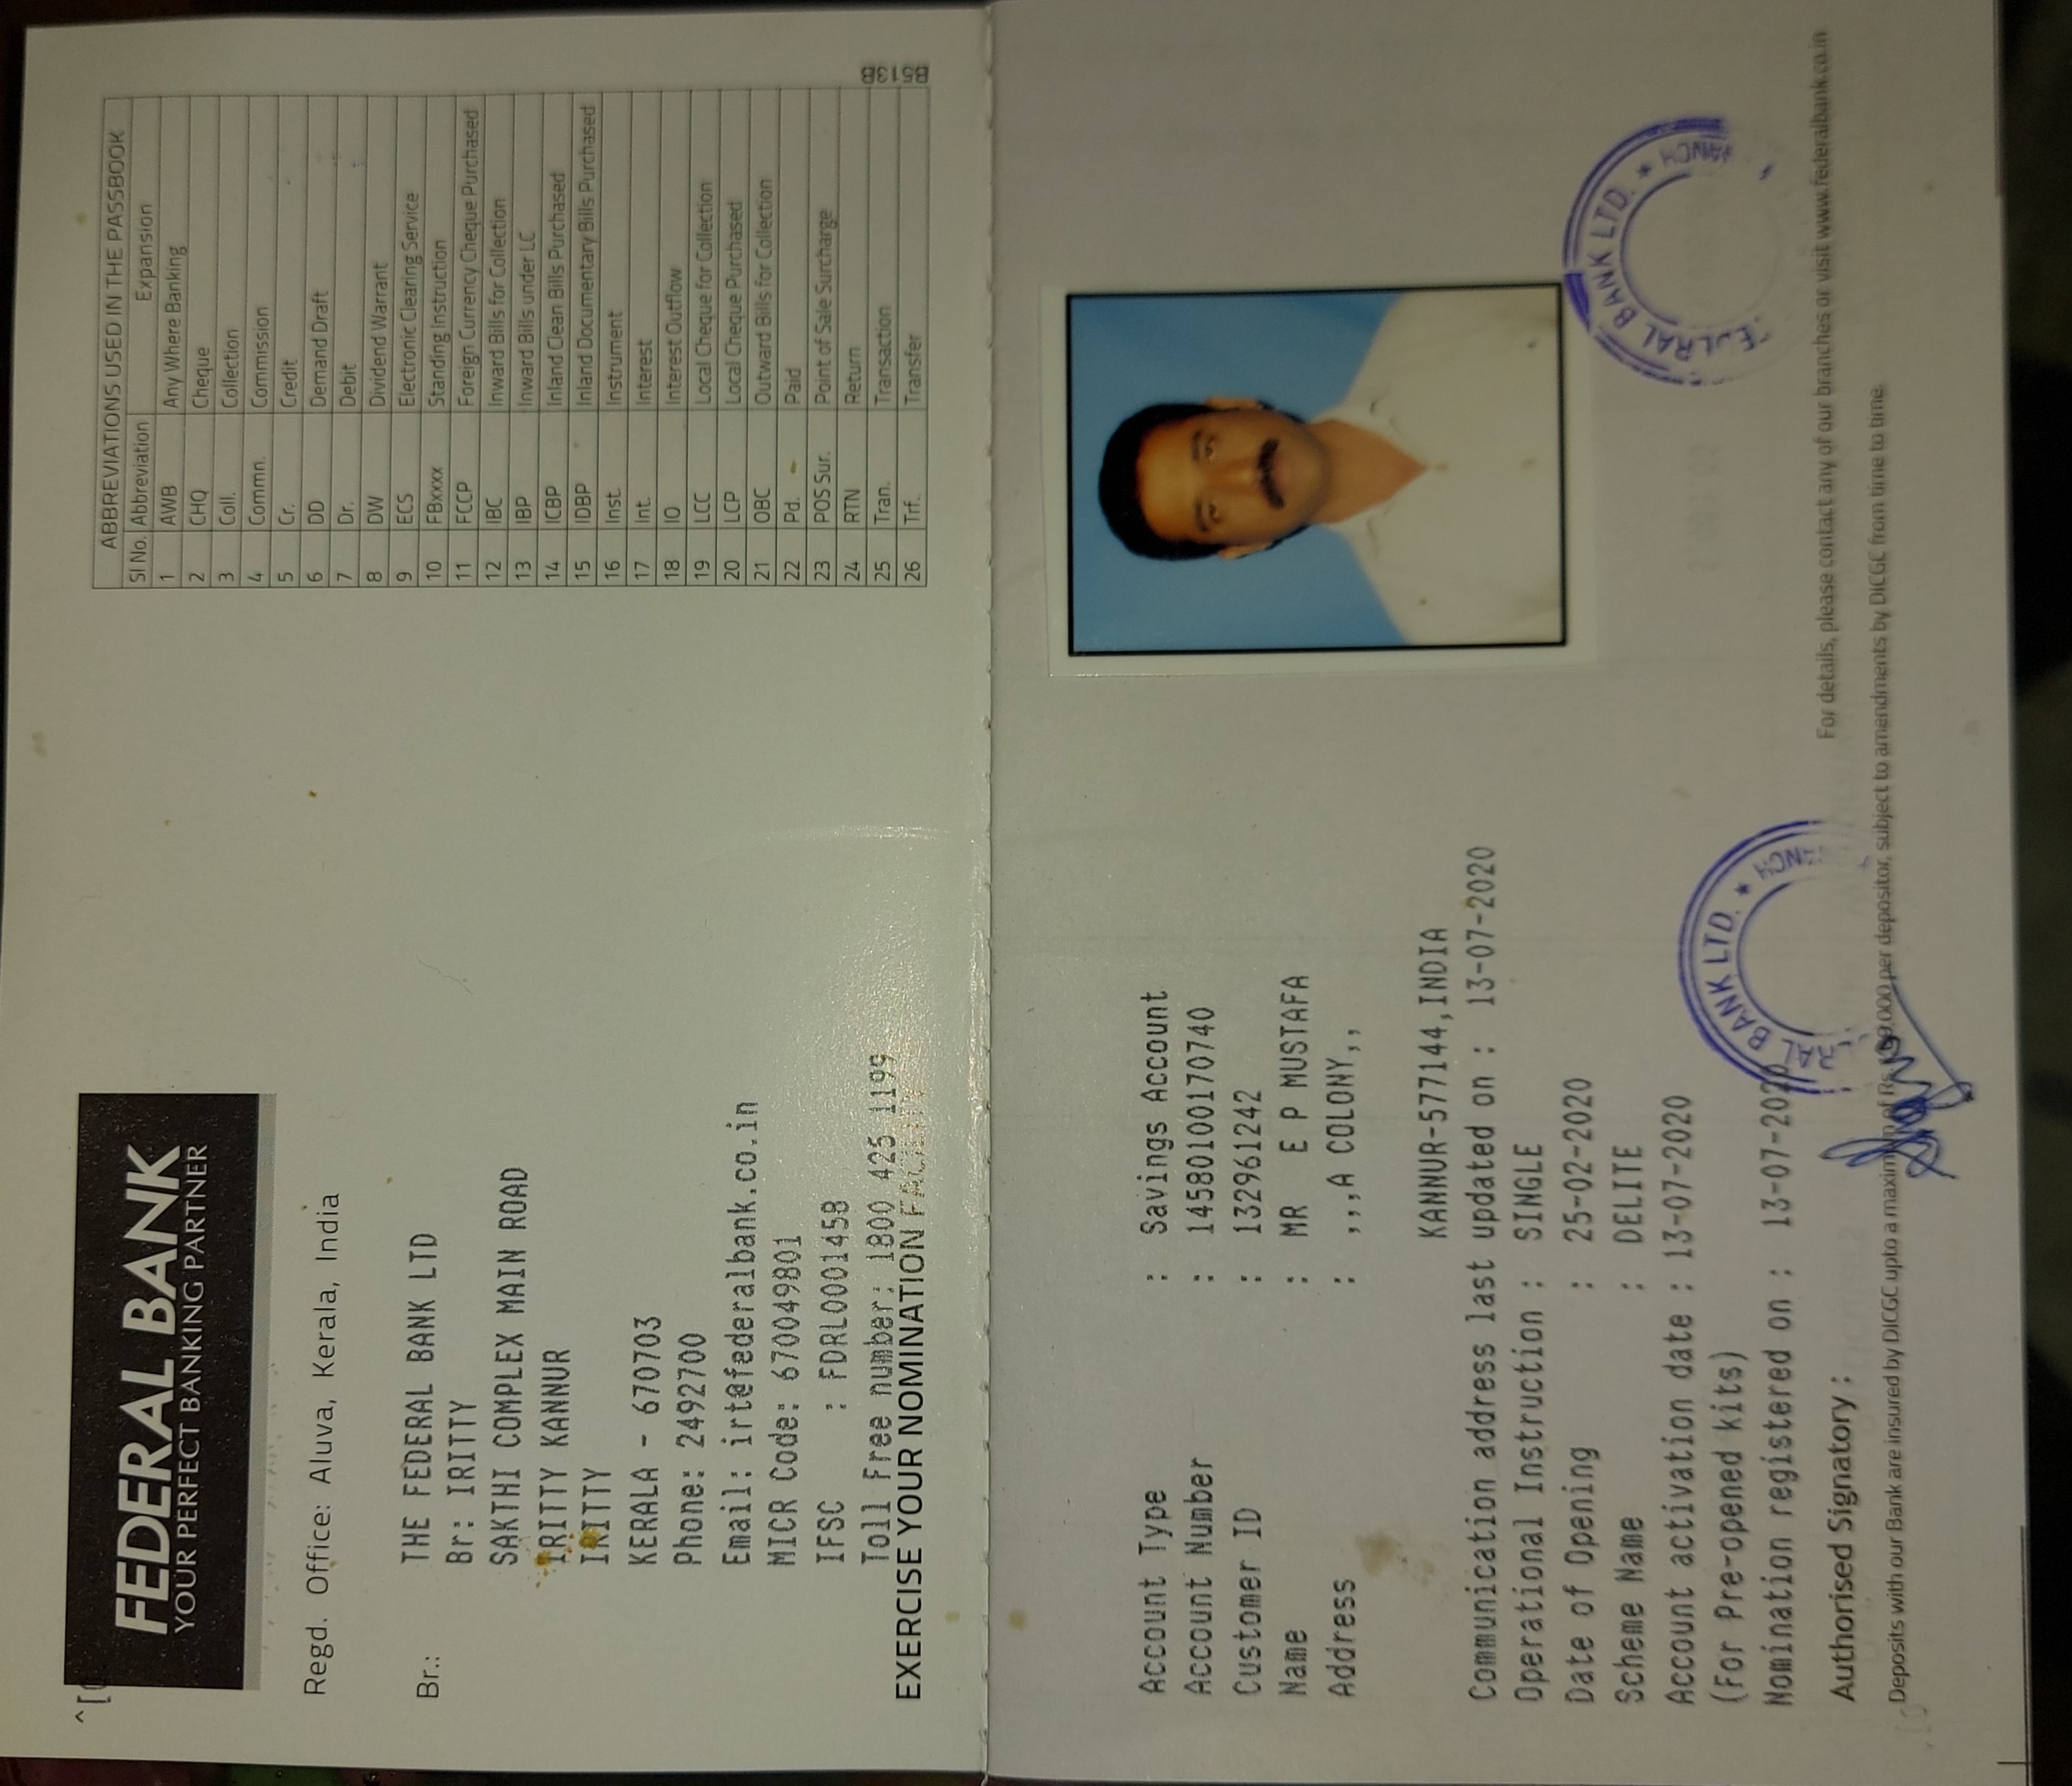 ^[0
FEDERAL BANK
YOUR PERFECT BANKING PARTNER
Regd. Office: Aluva, Kerala, India
Br.: THE FEDERAL BANK LTD
Br: IRITTY
SAKTHI COMPLEX MAIN ROAD
IRITTY KANNUR
IRITTY
KERALA - 670703
Phone: 2492700
Email: irt@federalbank.co.in
MICR Code: 670049801
IFSC : FDRL0001458
Toll Free number: 1800 425 1199
EXERCISE YOUR NOMINATION FACILITY
ABBREVIATIONS USED IN THE PASSBOOK
Sl No. Abbreviation Expansion
1 AWB Any Where Banking
2 CHQ Cheque
3 Coll. Collection
4 Commn. Commission
5 Cr. Credit
6 DD Demand Draft
7 Dr. Debit
8 DW Dividend Warrant
9 ECS Electronic Clearing Service
10 FBxxxx Standing Instruction
11 FCCP Foreign Currency Cheque Purchased
12 IBC Inward Bills for Collection
13 IBP Inward Bills under LC
14 ICBP Inland Clean Bills Purchased
15 IDBP Inland Documentary Bills Purchased
16 Inst. Instrument
17 Int. Interest
18 IO Interest Outflow
19 LCC Local Cheque for Collection
20 LCP Local Cheque Purchased
21 OBC Outward Bills for Collection
22 Pd. Paid
23 POS Sur. Point of Sale Surcharge
24 RTN Return
25 Tran. Transaction
26 Trf. Transfer
B513B
Account Type : Savings Account
Account Number : 14580100170740
Customer ID : 132961242
Name : MR E P MUSTAFA
Address : ,,,A COLONY,,
KANNUR-577144,INDIA
Communication address last updated on : 13-07-2020
Operational Instruction : SINGLE
Date of Opening : 25-02-2020
Scheme Name : DELITE
Account activation date : 13-07-2020
(For Pre-opened kits)
Nomination registered on : 13-07-2020
RAL BANK LTD. *
BANK LTD. *
Authorised Signatory :
For details, please contact any of our branches or visit www.federalbank.co.in
Deposits with our Bank are insured by DICGC upto a maximum of Rs. per depositor, subject to amendments by DICGC from time to time.